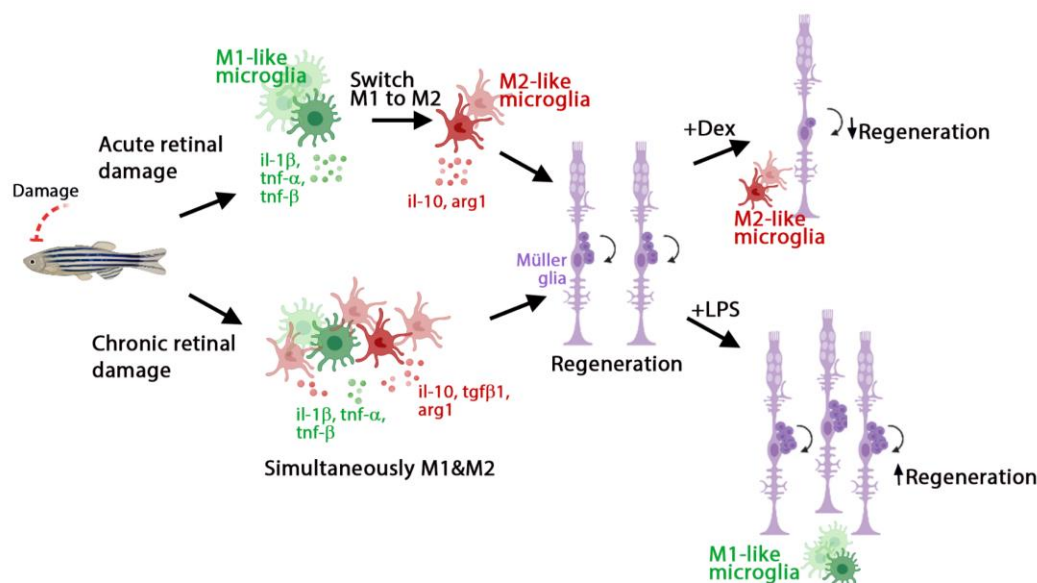 M1-like
microglia
Switch
M1 to M2
M2-like
microglia
Acute retinal
damage
il-1β,
tnf-α,
tnf-β
il-10, arg1
Damage
+Dex
↓Regeneration
M2-like
microglia
Müller
glia
Regeneration
Chronic retinal
damage
il-1β, tnf-α,
tnf-β
il-10, tgfβ1,
arg1
Simultaneously M1&M2
+LPS
↑Regeneration
M1-like
microglia